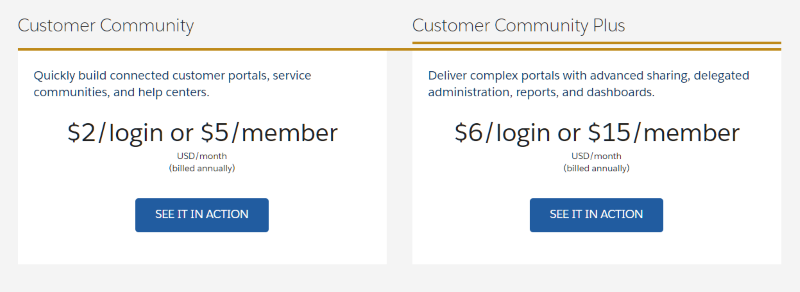 Customer Community
Quickly build connected customer portals, service
communities, and help centers.
$2/login or $5/member
USD/month
(billed annually)
SEE IT IN ACTION
Customer Community Plus
Deliver complex portals with advanced sharing, delegated
administration, reports, and dashboards.
$6/login or $15/member
USD/month
(billed annually)
SEE IT IN ACTION